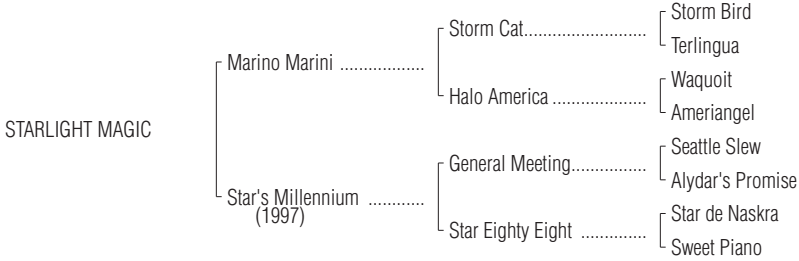 Storm Bird
Storm Cat..........................
Terlingua
Marino Marini ..................
Waquoit
Halo America ....................
Ameriangel
STARLIGHT MAGIC
Seattle Slew
General Meeting................
Alydar's Promise
Star's Millennium ............
(1997)
Star de Naskra
Star Eighty Eight ..............
Sweet Piano